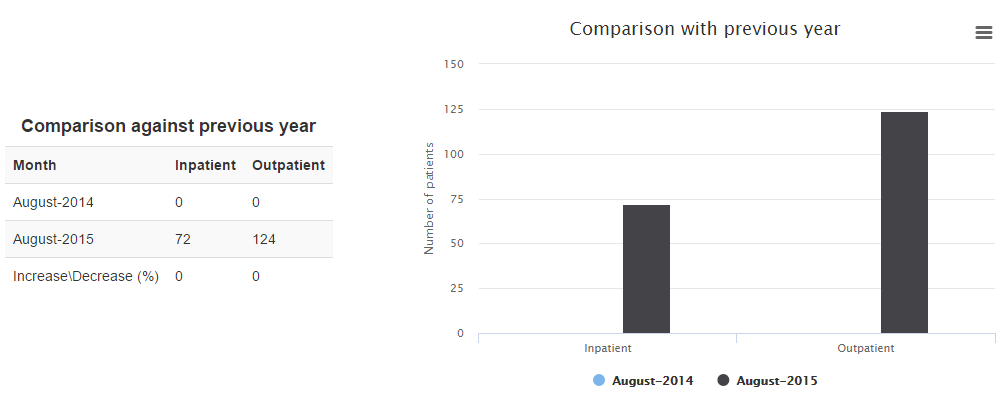 Comparison against previous year
Month Inpatient Outpatient
August-2014 0 0
August-2015 72 124
Increase\Decrease (%) 0 0
Comparison with previous year
Number of patients
150
125
100
75
50
25
0
Inpatient Outpatient
August-2014 August-2015